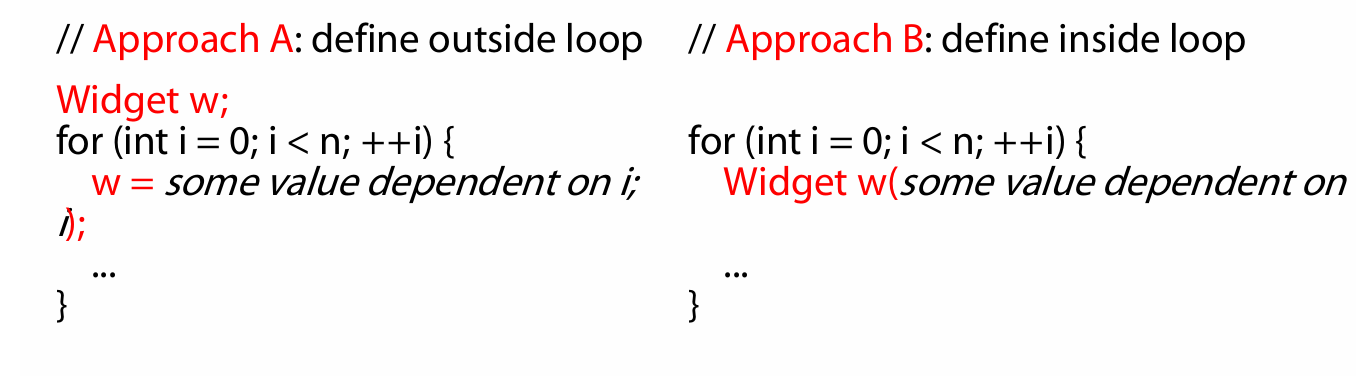 // Approach A: define outside loop // Approach B: define inside loop
Widget w;
for (int i = 0; i < n; ++i) { for (int i = 0; i < n; ++i) {
w = some value dependent on i; Widget w(some value dependent on
i);
... ...
} }